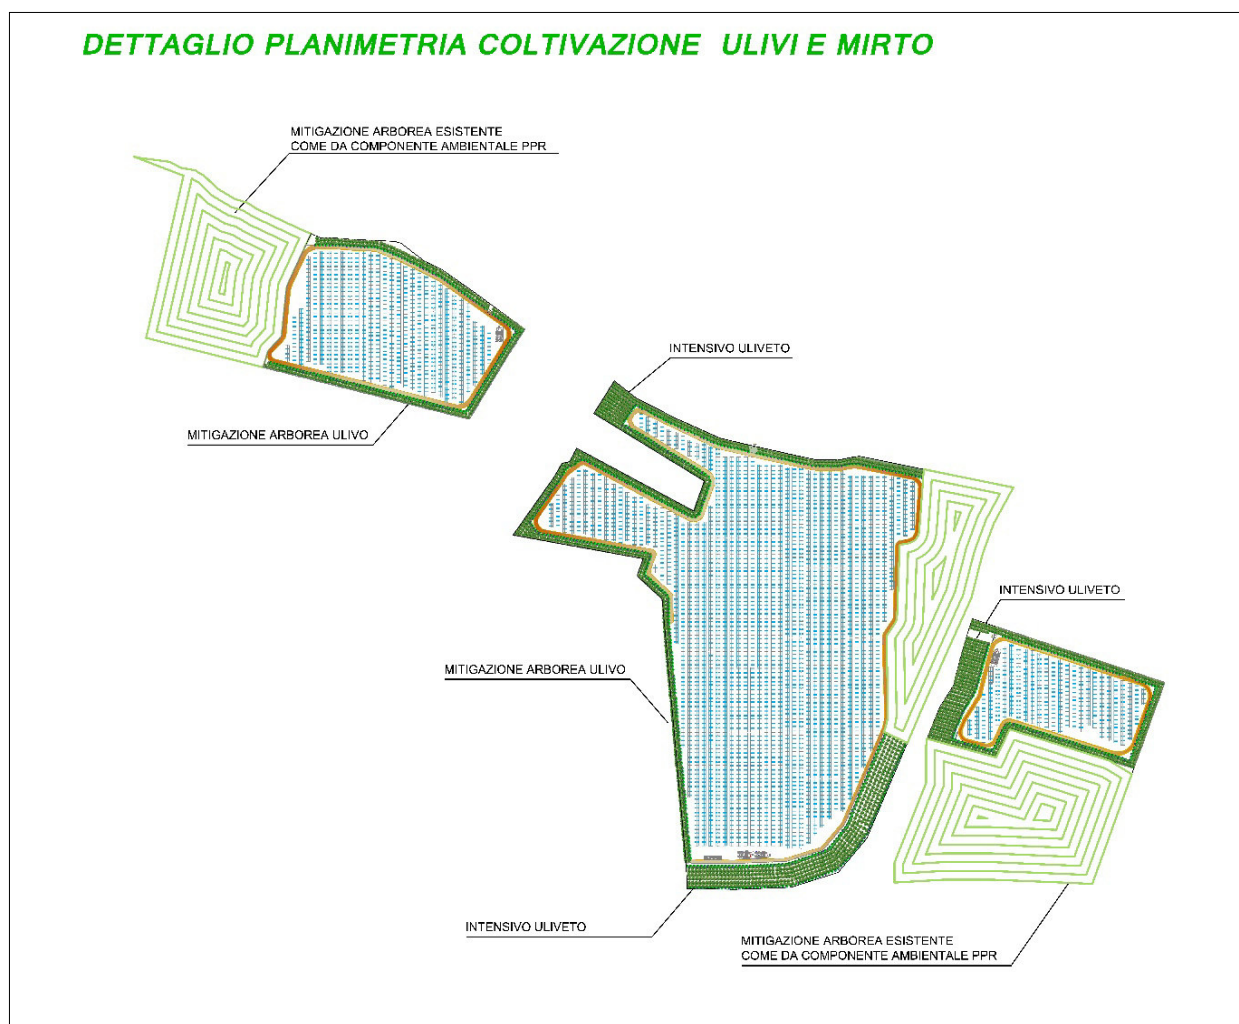 DETTAGLIO PLANIMETRIA COLTIVAZIONE ULIVI E MIRTO
MITIGAZIONE ARBOREA ESISTENTE
COME DA COMPONENTE AMBIENTALE PPR
INTENSIVO ULIVETO
MITIGAZIONE ARBOREA ULIVO
INTENSIVO ULIVETO
MITIGAZIONE ARBOREA ULIVO
INTENSIVO ULIVETO
MITIGAZIONE ARBOREA ESISTENTE
COME DA COMPONENTE AMBIENTALE PPR